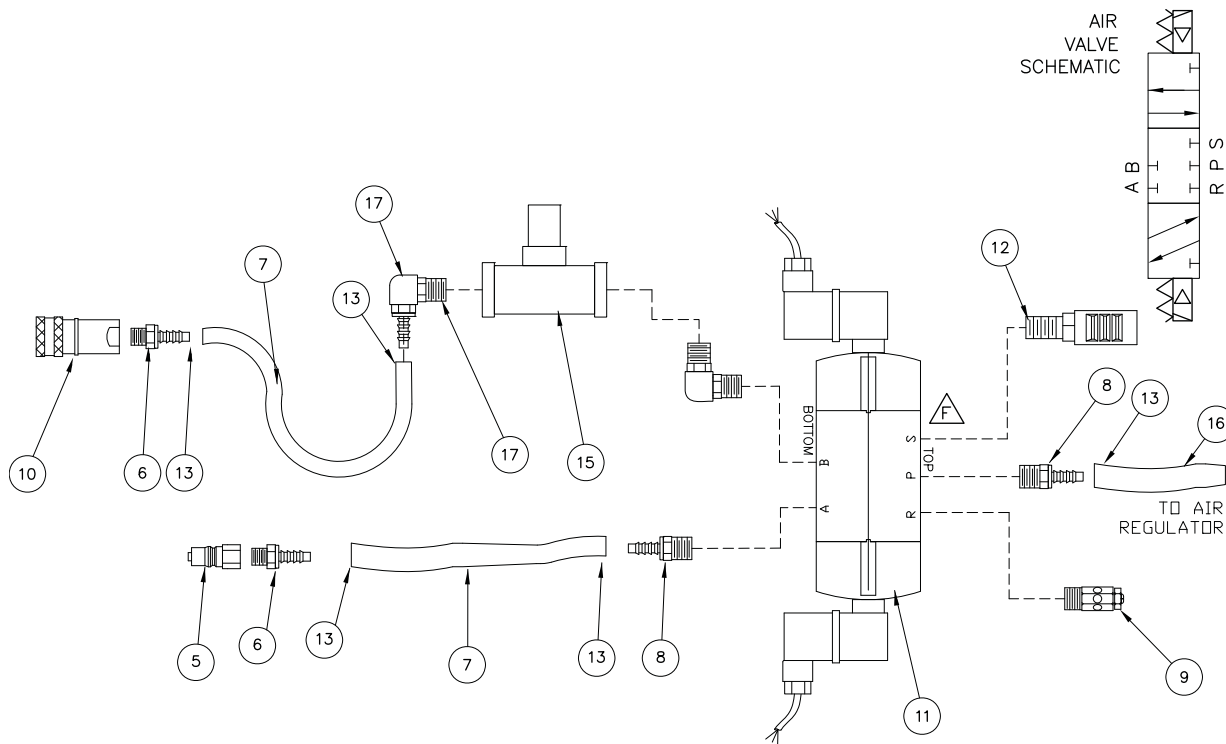 AIR
VALVE
SCHEMATIC
A B
R P S
17
7
13
12
10
6
13
17
15
BOTTOM
B
A
F
S
TOP
P
R
8
13
16
TO AIR
REGULATOR
5
6
13
7
13
8
11
9